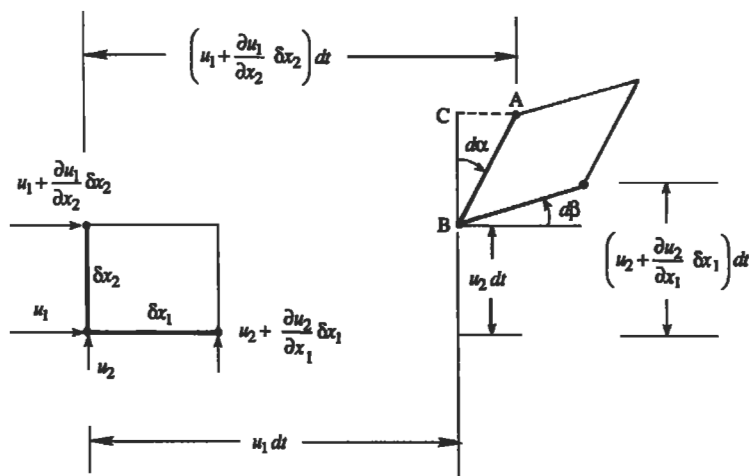 (u₁ + ∂u₁/∂x₂ δx₂) dt
A
C
dα
u₁ + ∂u₁/∂x₂ δx₂
dβ
B
(u₂ + ∂u₂/∂x₁ δx₁) dt
δx₂
u₂ dt
u₁
δx₁
u₂ + ∂u₂/∂x₁ δx₁
u₂
u₁ dt